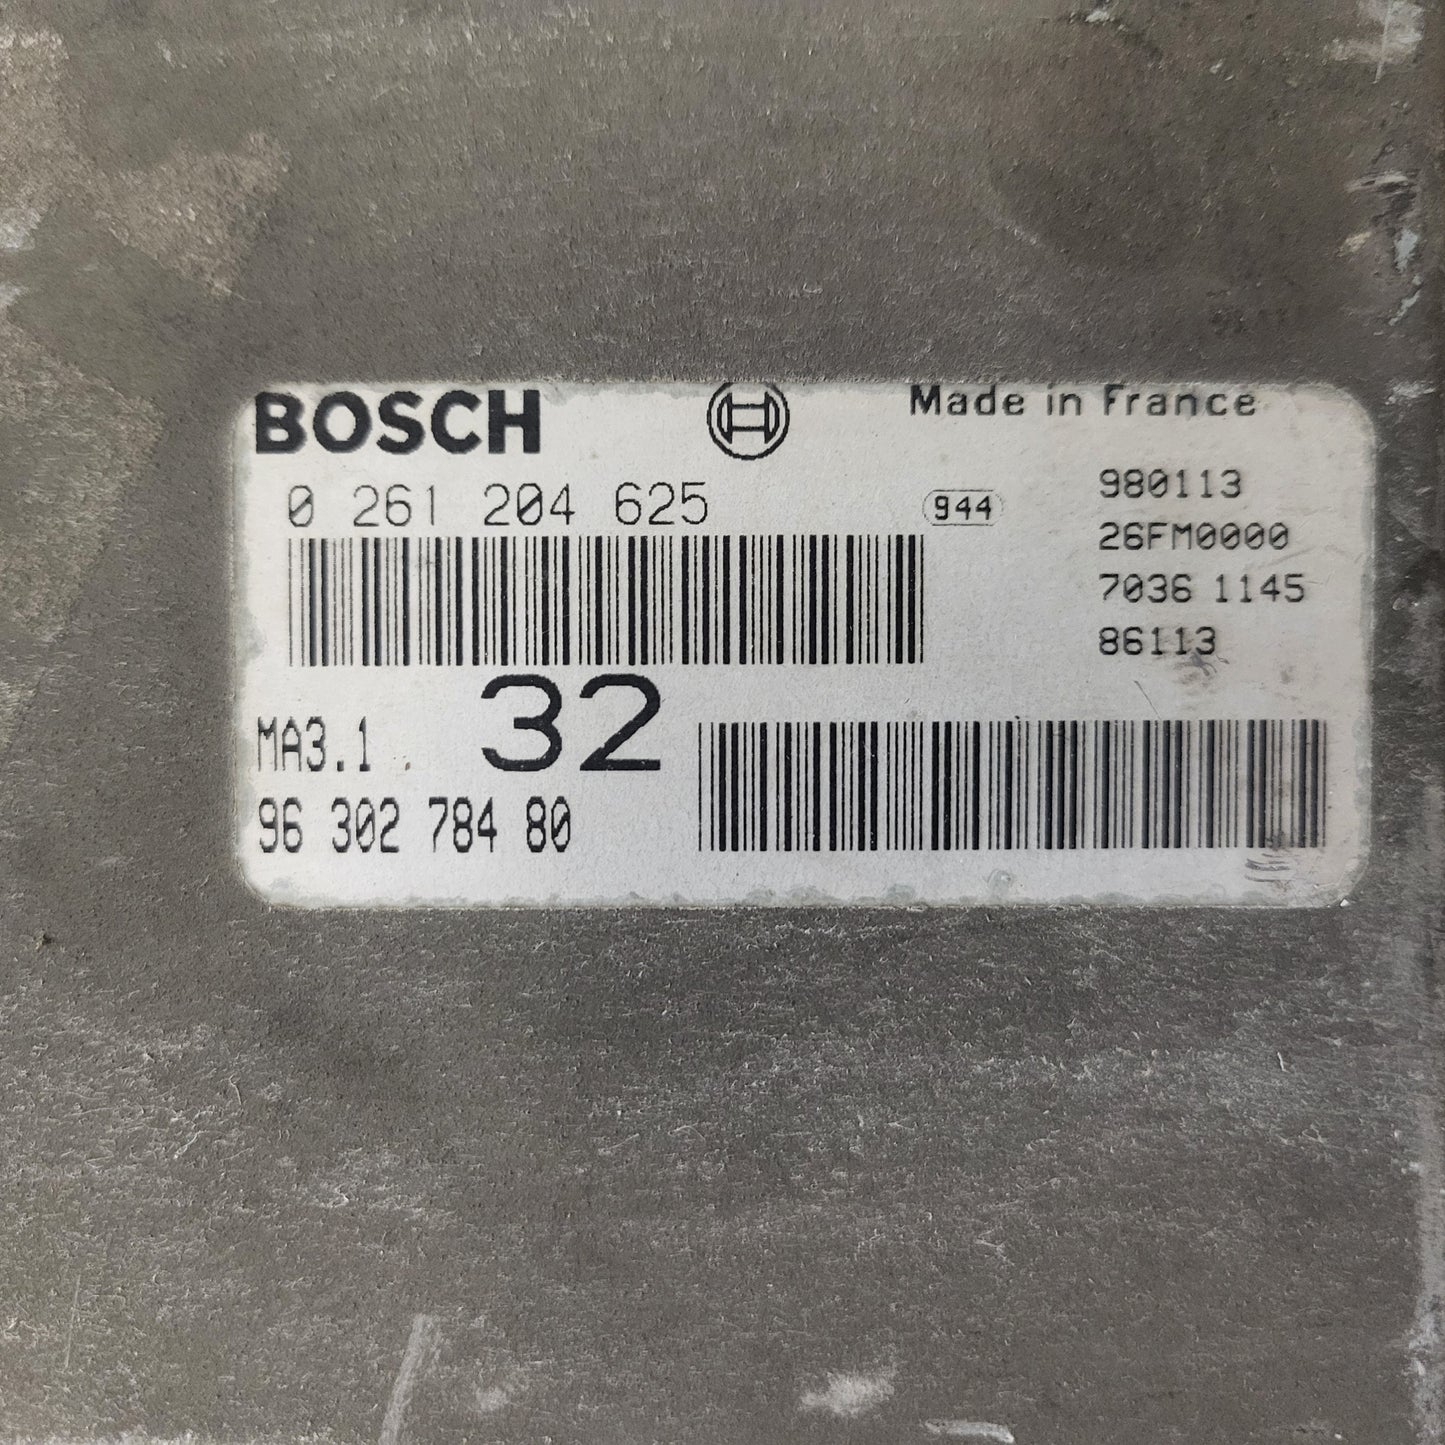 BOSCH
Made in France
0 261 204 625
944
980113
26FM0000
7036 1145
86113
MA3.1
32
96 302 784 80